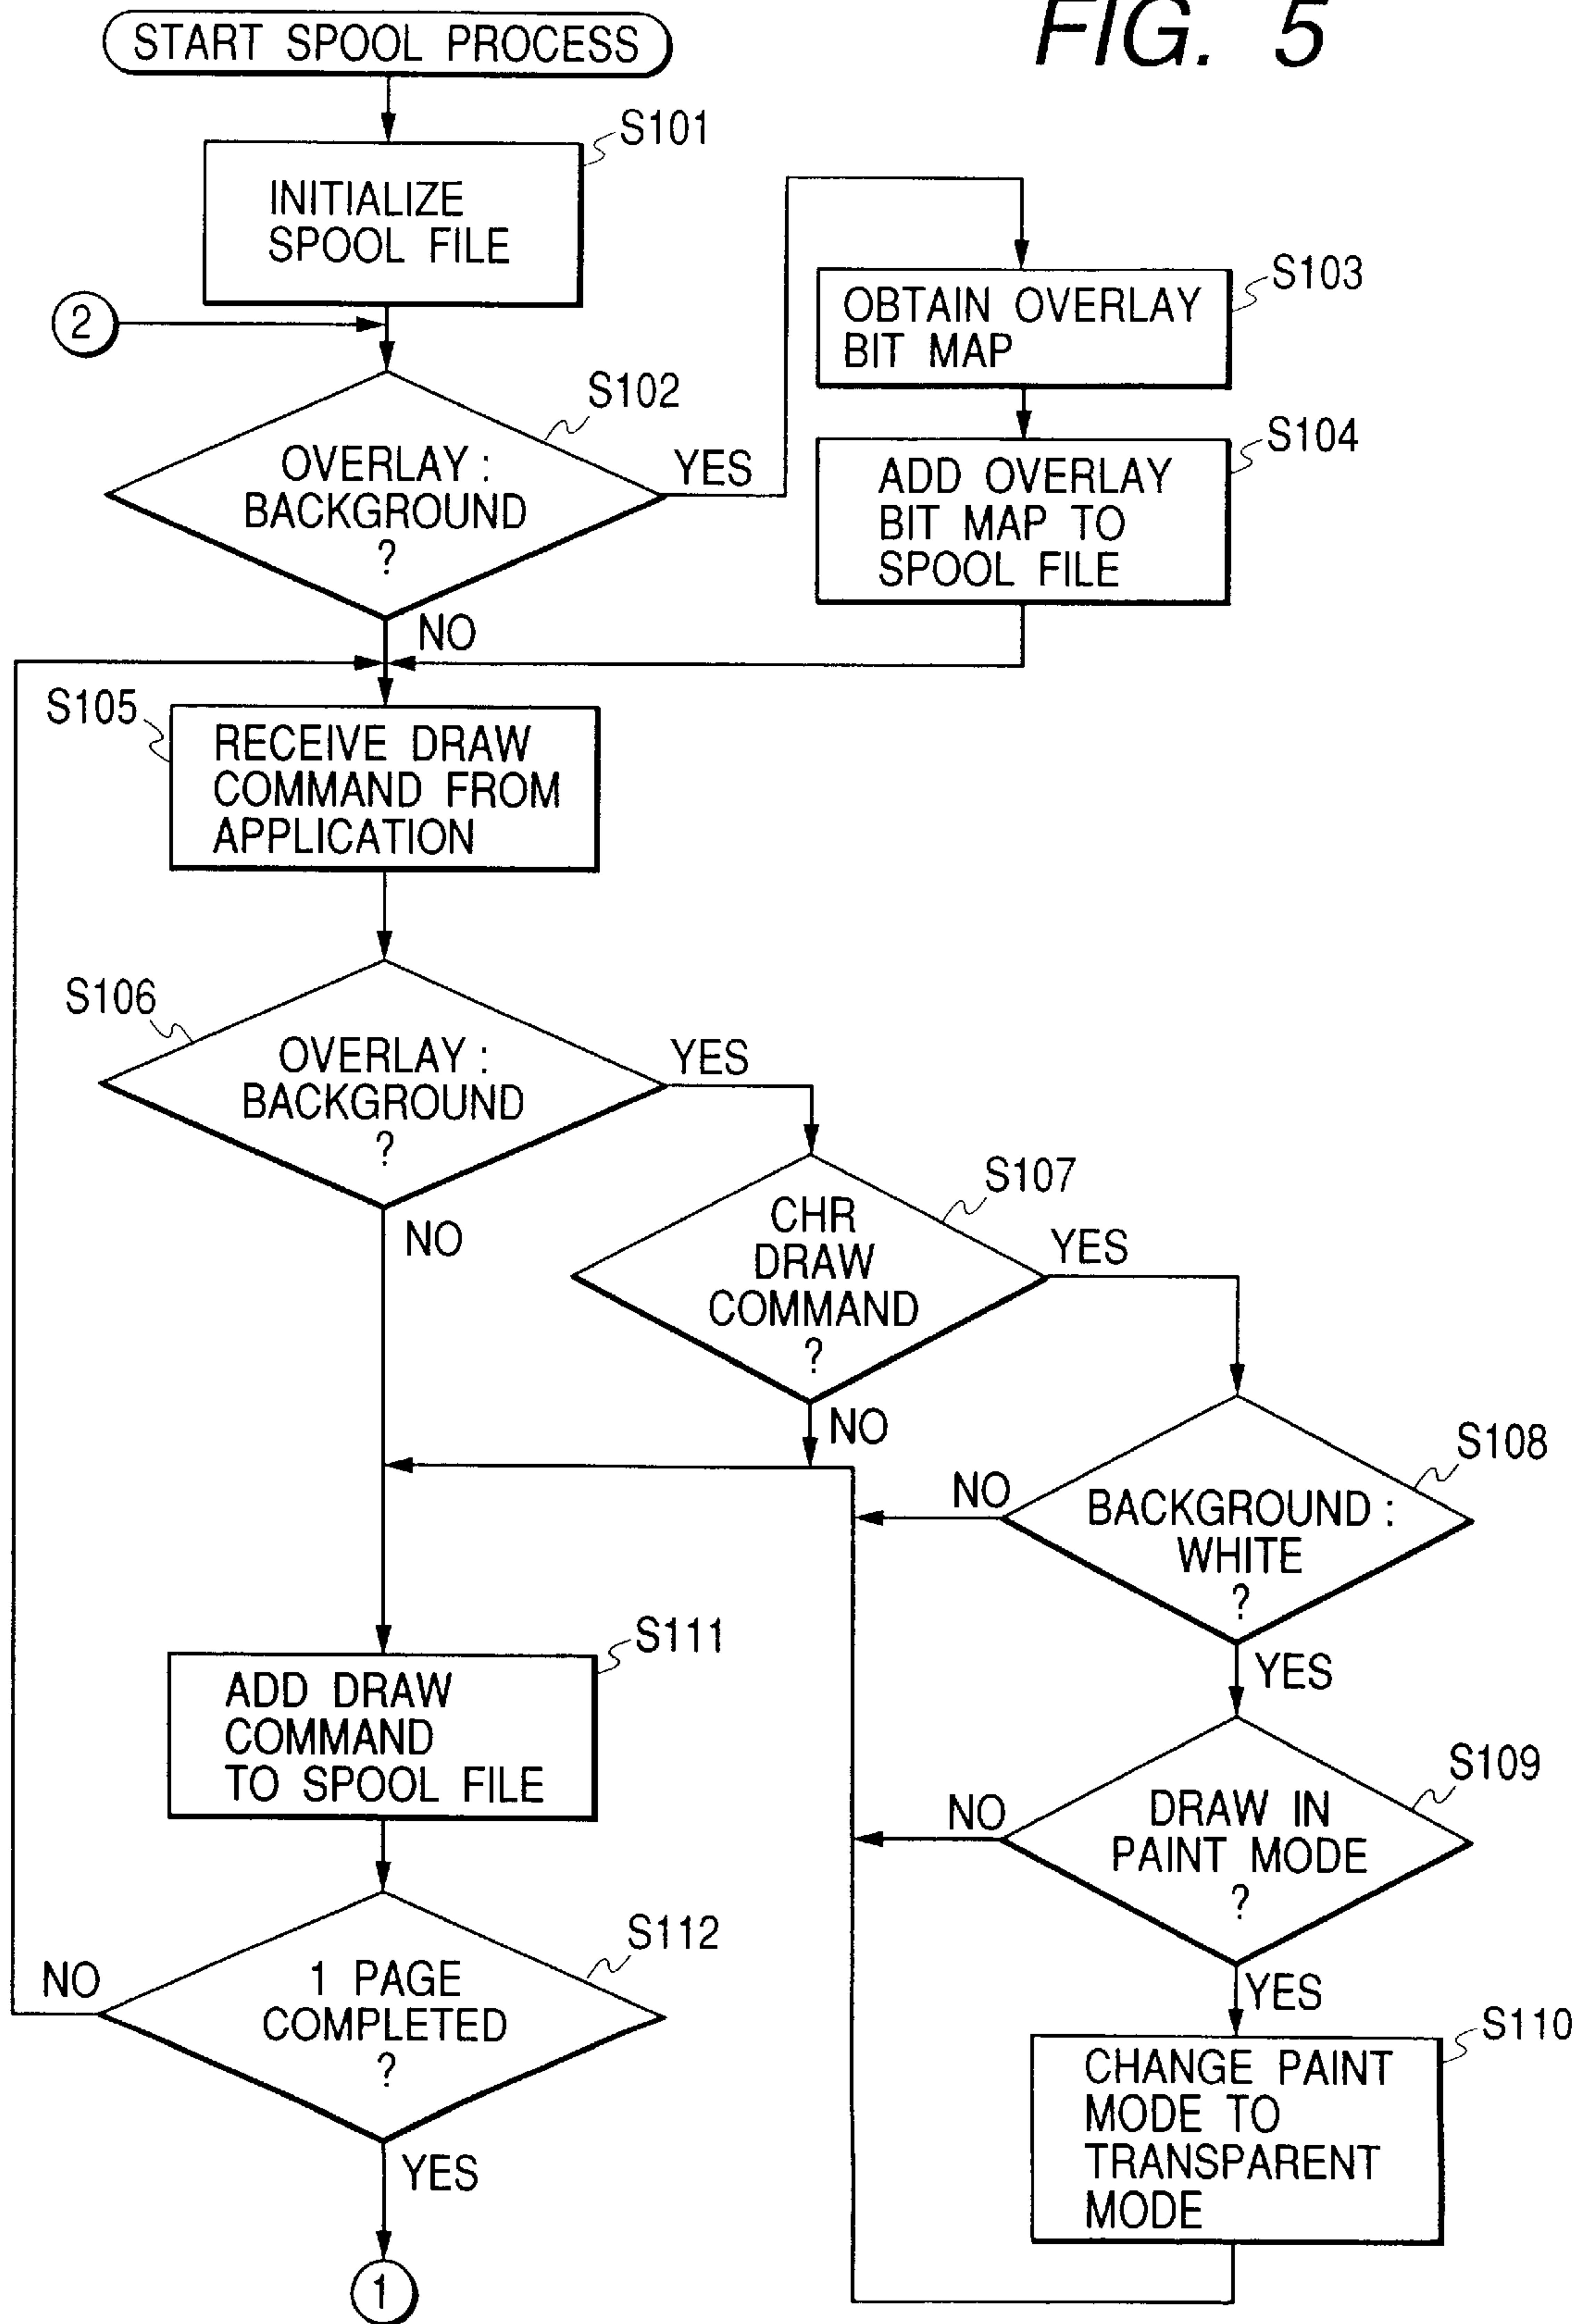 FIG. 5
START SPOOL PROCESS
S101
INITIALIZE
SPOOL FILE
2
S102
OVERLAY :
BACKGROUND
?
YES
NO
S103
OBTAIN OVERLAY
BIT MAP
S104
ADD OVERLAY
BIT MAP TO
SPOOL FILE
S105
RECEIVE DRAW
COMMAND FROM
APPLICATION
S106
OVERLAY :
BACKGROUND
?
YES
NO
S107
CHR
DRAW
COMMAND
?
YES
NO
S108
BACKGROUND :
WHITE
?
NO
YES
S109
DRAW IN
PAINT MODE
?
NO
YES
S110
CHANGE PAINT
MODE TO
TRANSPARENT
MODE
S111
ADD DRAW
COMMAND
TO SPOOL FILE
S112
1 PAGE
COMPLETED
?
NO
YES
1